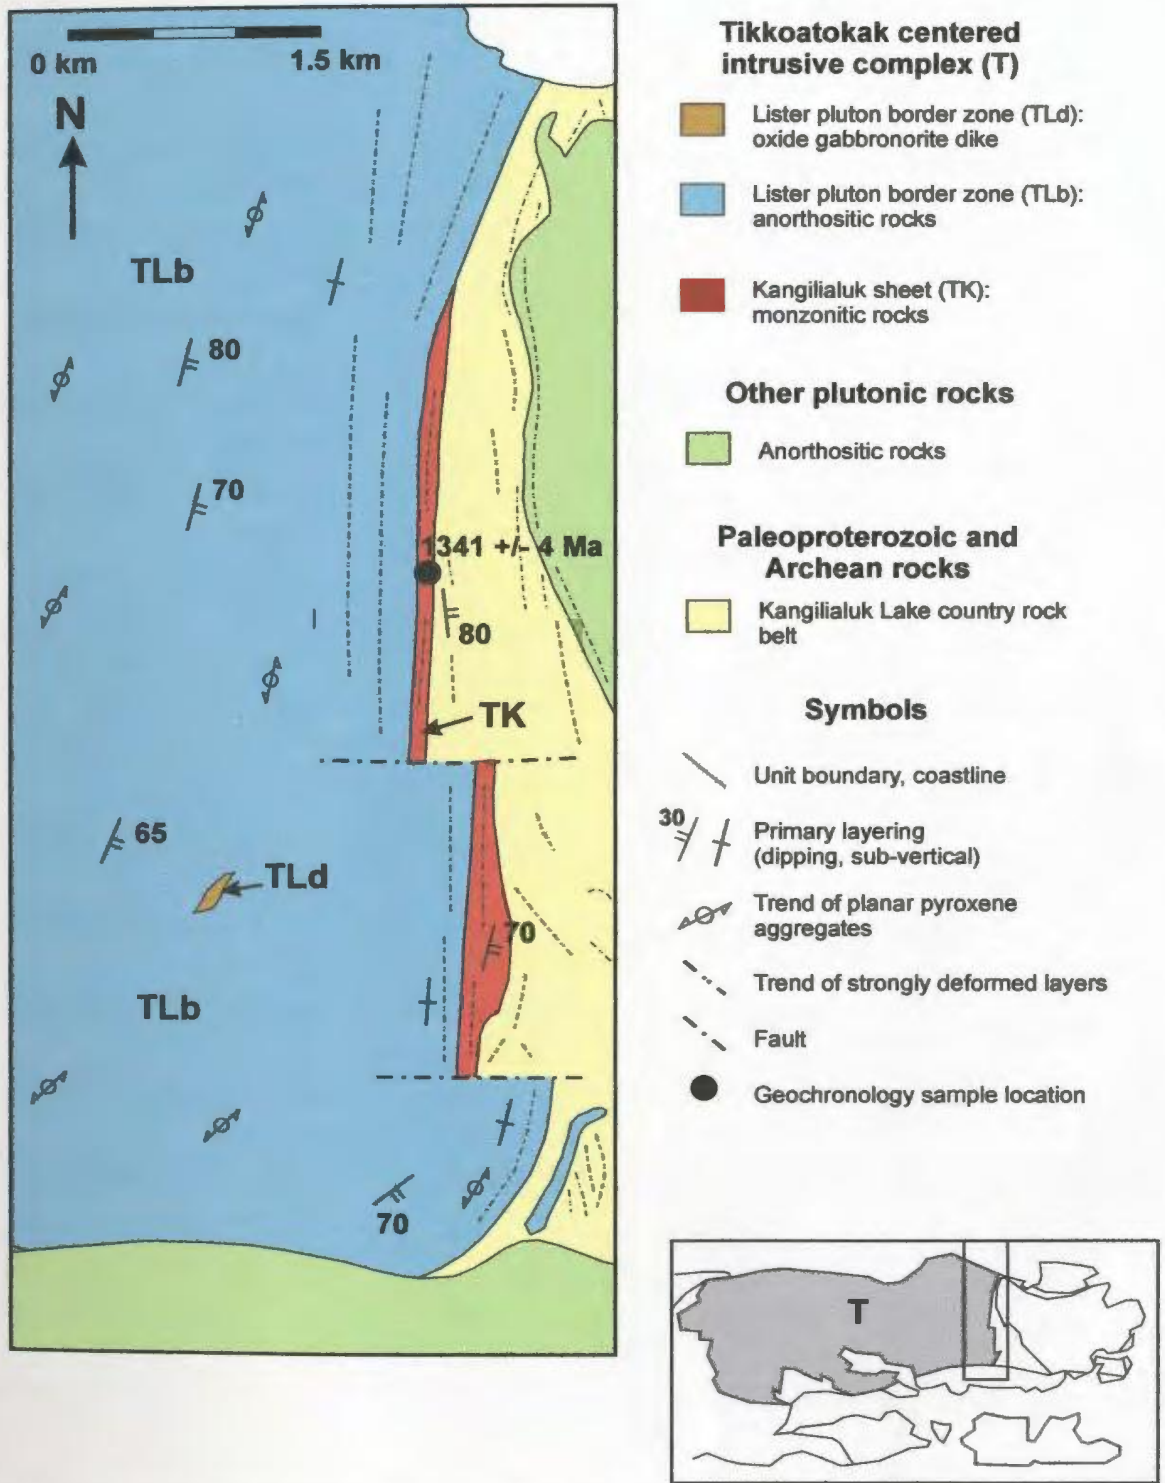 0 km 1.5 km
N
TLb
80
70
1341 +/- 4 Ma
80
TK
65
TLd
70
TLb
70
Tikkoatokak centered
intrusive complex (T)
Lister pluton border zone (TLd):
oxide gabbronorite dike
Lister pluton border zone (TLb):
anorthositic rocks
Kangilialuk sheet (TK):
monzonitic rocks
Other plutonic rocks
Anorthositic rocks
Paleoproterozoic and
Archean rocks
Kangilialuk Lake country rock
belt
Symbols
Unit boundary, coastline
30
Primary layering
(dipping, sub-vertical)
Trend of planar pyroxene
aggregates
Trend of strongly deformed layers
Fault
Geochronology sample location
T